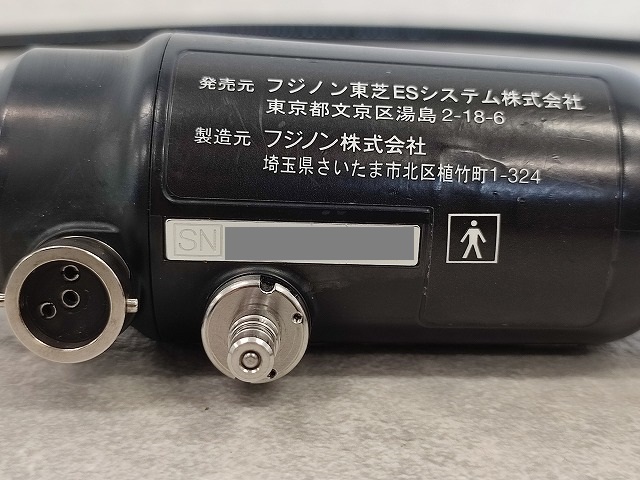 発売元 フジノン東芝ESシステム株式会社
東京都文京区湯島2-18-6
製造元 フジノン株式会社
埼玉県さいたま市北区植竹町1-324
SN